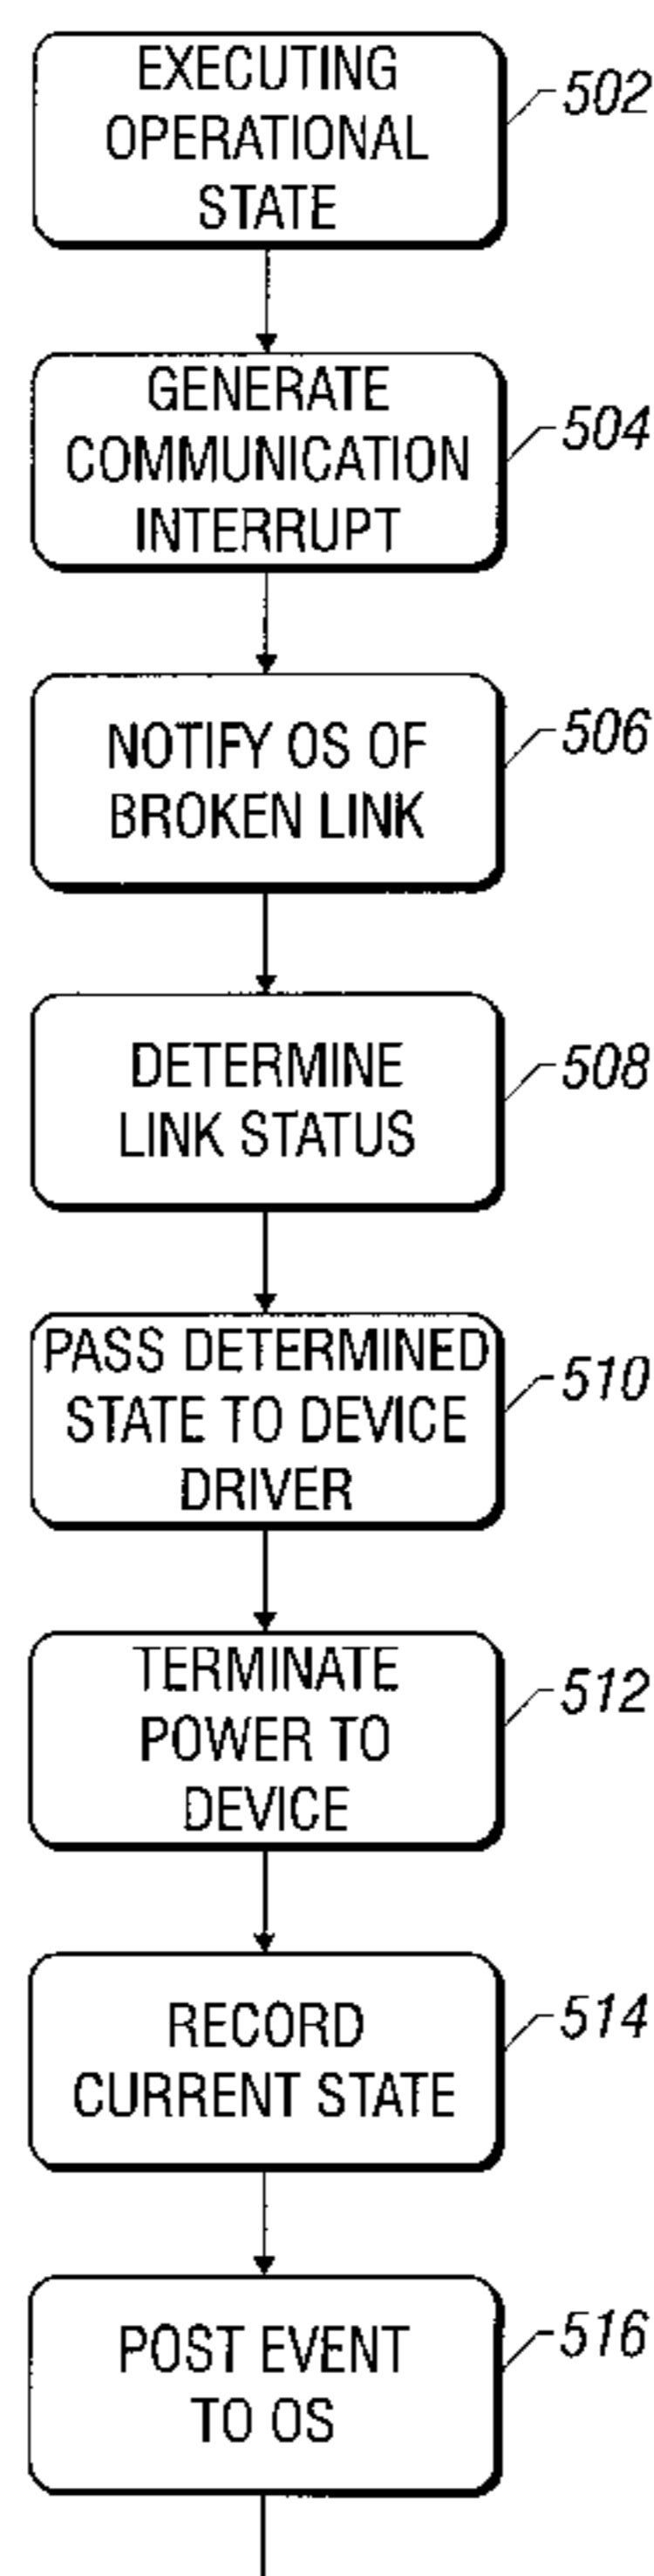 EXECUTING
OPERATIONAL
STATE
502
GENERATE
COMMUNICATION
INTERRUPT
504
NOTIFY OS OF
BROKEN LINK
506
DETERMINE
LINK STATUS
508
PASS DETERMINED
STATE TO DEVICE
DRIVER
510
TERMINATE
POWER TO
DEVICE
512
RECORD
CURRENT STATE
514
POST EVENT
TO OS
516